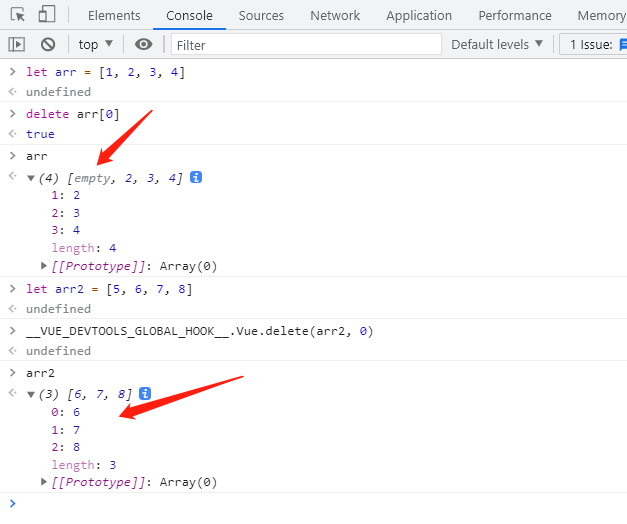 Elements Console Sources Network Application Performance Memory
top Filter Default levels 1 Issue:
let arr = [1, 2, 3, 4]
undefined
delete arr[0]
true
arr
(4) [empty, 2, 3, 4]
1: 2
2: 3
3: 4
length: 4
[[Prototype]]: Array(0)
let arr2 = [5, 6, 7, 8]
undefined
__VUE_DEVTOOLS_GLOBAL_HOOK__.Vue.delete(arr2, 0)
undefined
arr2
(3) [6, 7, 8]
0: 6
1: 7
2: 8
length: 3
[[Prototype]]: Array(0)